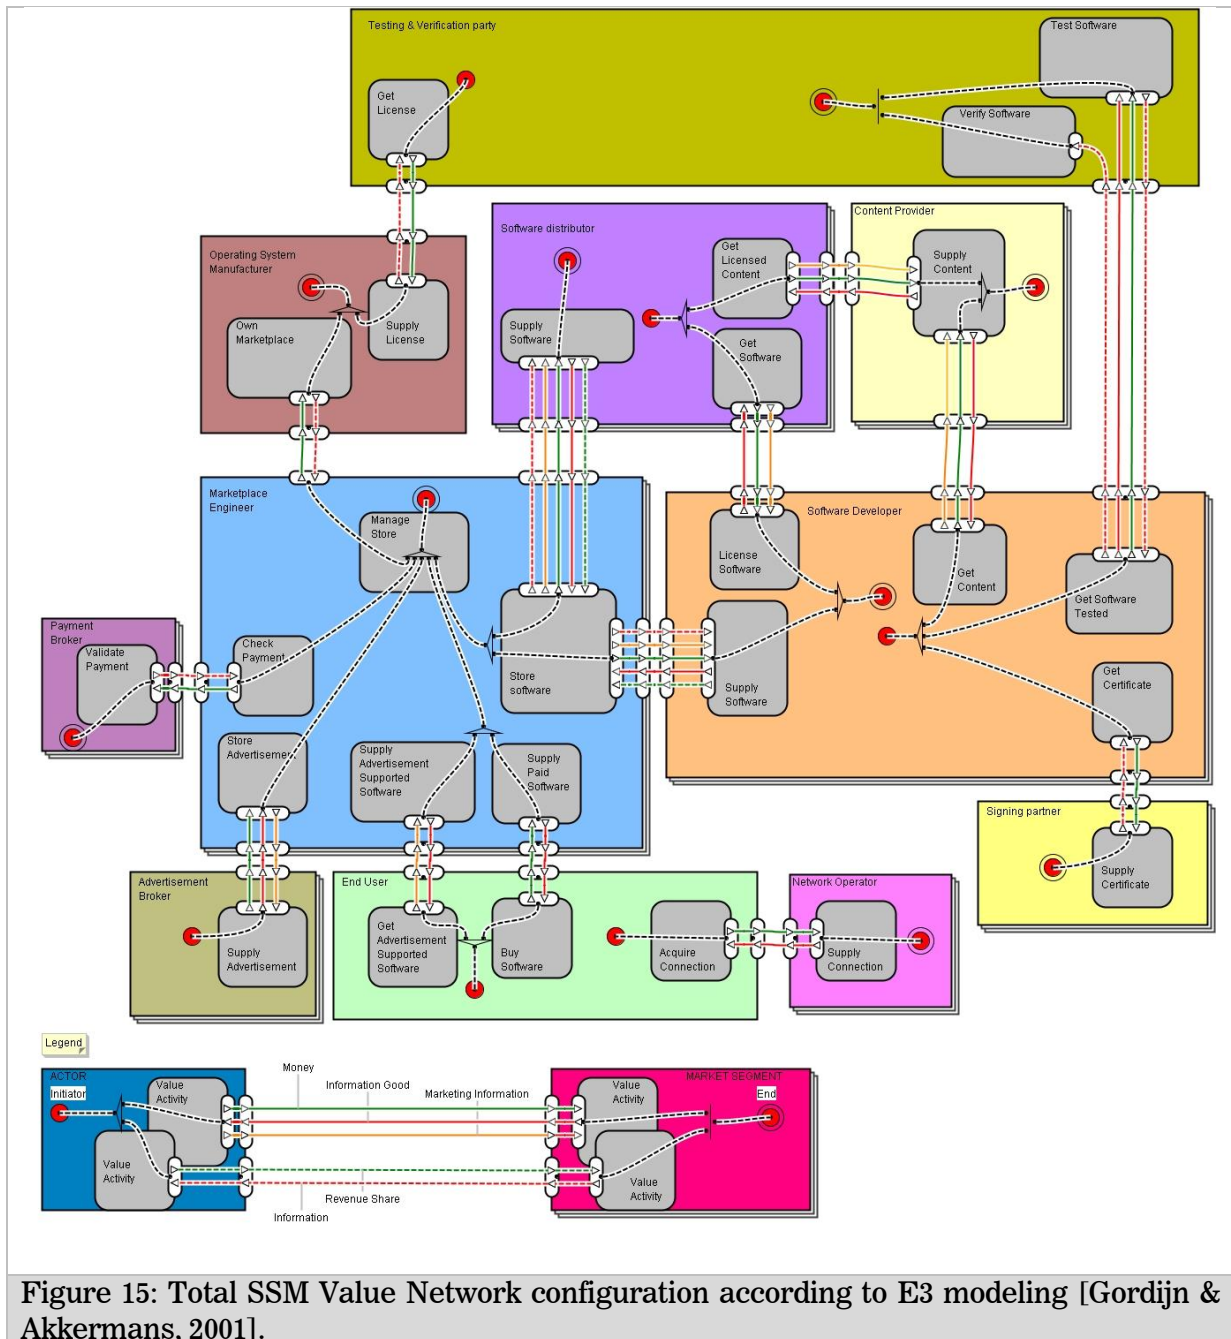 Testing & Verification party
Test Software
Get
License
Verify Software
Operating System
Manufacturer
Own
Marketplace
Supply
License
Software distributor
Get
Licensed
Content
Supply
Software
Get
Software
Content Provider
Supply
Content
Marketplace
Engineer
Manage
Store
Store
software
Check
Payment
Store
Advertisement
Supply
Advertisement
Supported
Software
Supply
Paid
Software
Software Developer
License
Software
Get
Content
Get Software
Tested
Supply
Software
Get
Certificate
Payment
Broker
Validate
Payment
Signing partner
Supply
Certificate
Advertisement
Broker
Supply
Advertisement
End User
Get
Advertisement
Supported
Software
Buy
Software
Acquire
Connection
Network Operator
Supply
Connection
Legend
ACTOR
Initiator
Value
Activity
Value
Activity
Money
Information Good
Marketing Information
Revenue Share
Information
MARKET SEGMENT
Value
Activity
End
Value
Activity
Figure 15: Total SSM Value Network configuration according to E3 modeling [Gordijn &
Akkermans, 2001].